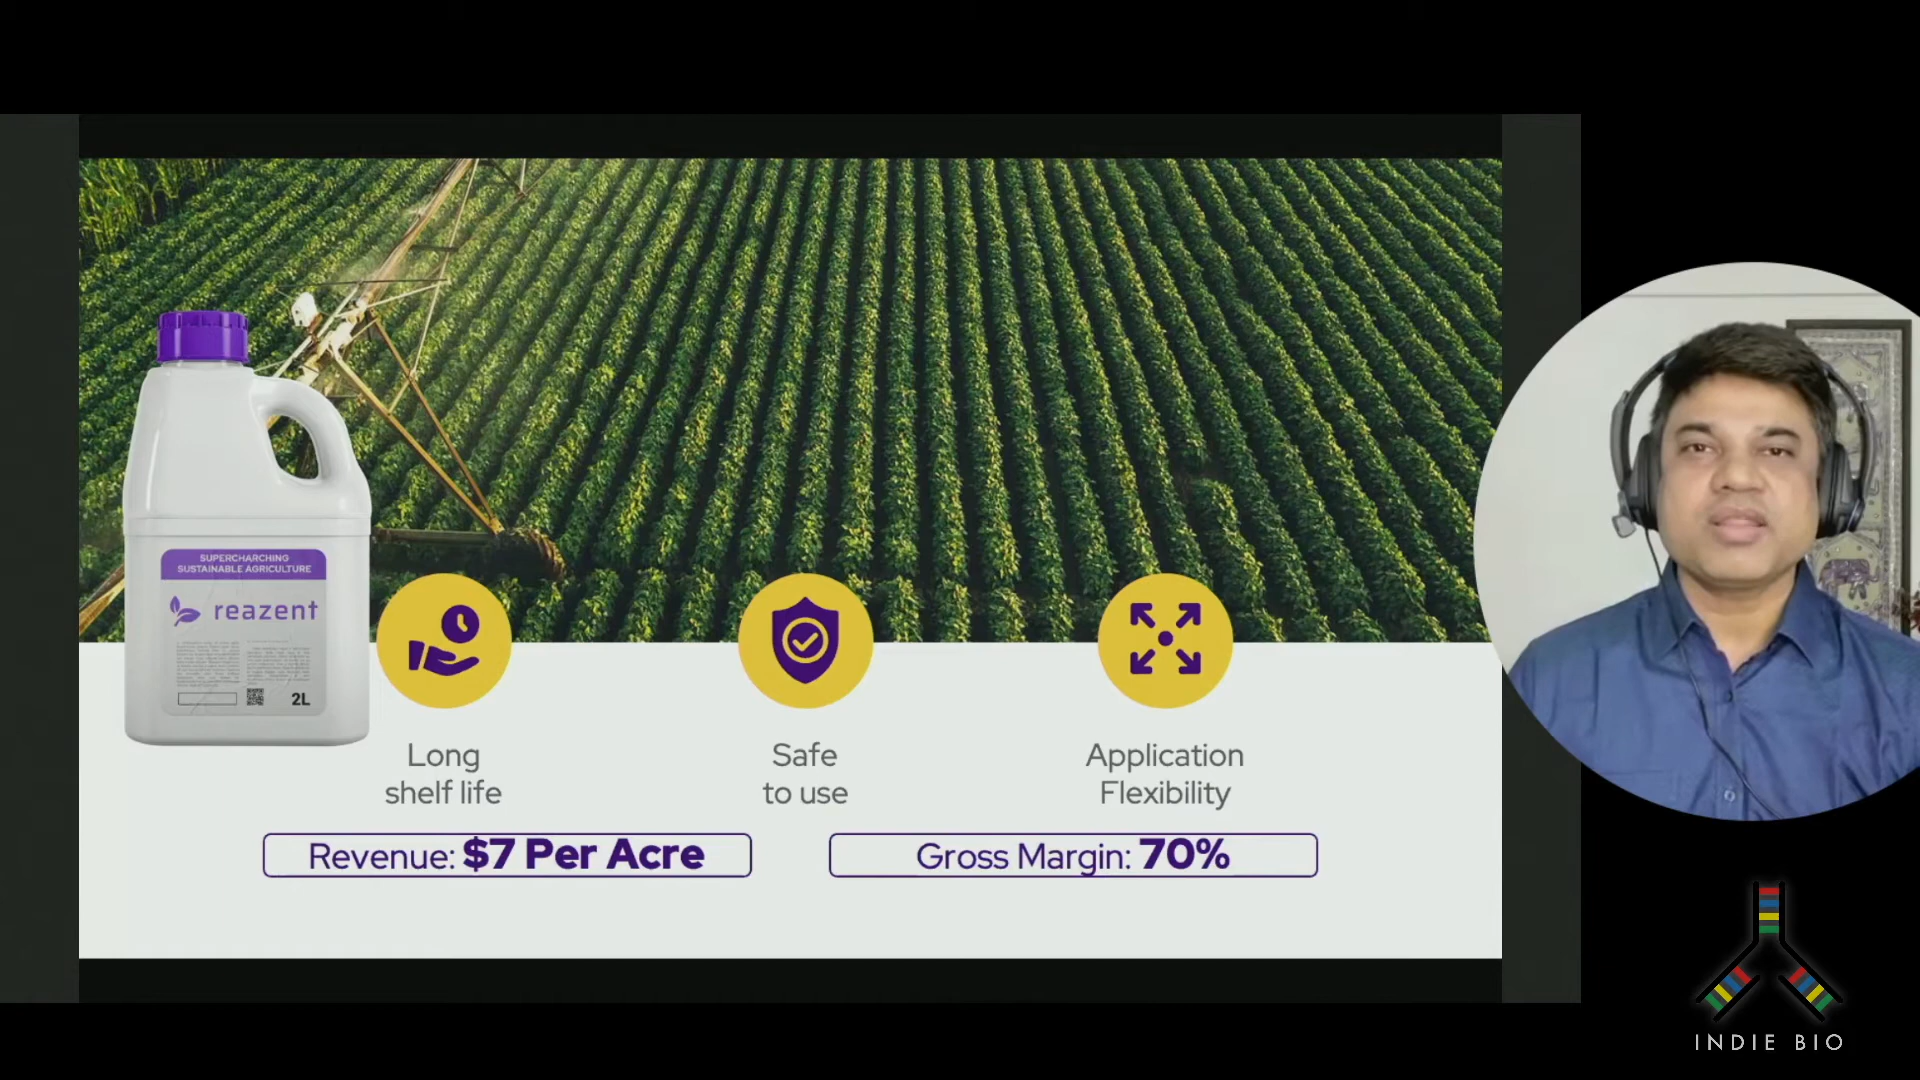 SUPERCHARCHING
SUSTAINABLE AGRICULTURE
reazent
2L
Long
shelf life
Safe
to use
Application
Flexibility
Revenue: $7 Per Acre
Gross Margin: 70%
INDIE BIO